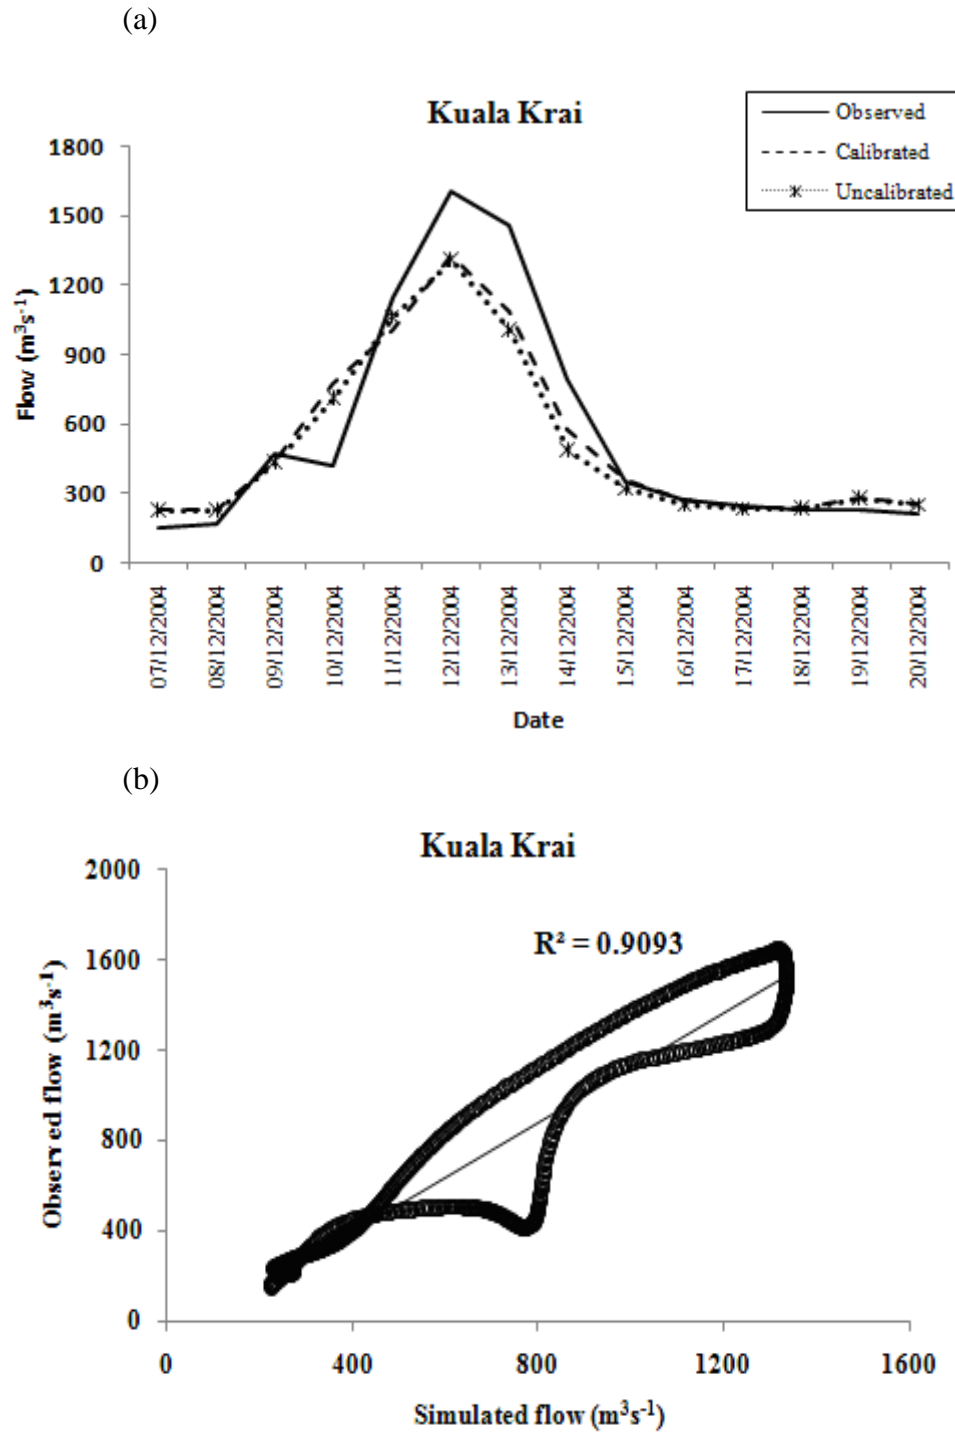 (a)
Kuala Krai
Observed
Calibrated
Uncalibrated
Flow (m³s⁻¹)
1800
1500
1200
900
600
300
0
07/12/2004
08/12/2004
09/12/2004
10/12/2004
11/12/2004
12/12/2004
13/12/2004
14/12/2004
15/12/2004
16/12/2004
17/12/2004
18/12/2004
19/12/2004
20/12/2004
Date
(b)
Kuala Krai
R² = 0.9093
Observed flow (m³s⁻¹)
2000
1600
1200
800
400
0
0 400 800 1200 1600
Simulated flow (m³s⁻¹)